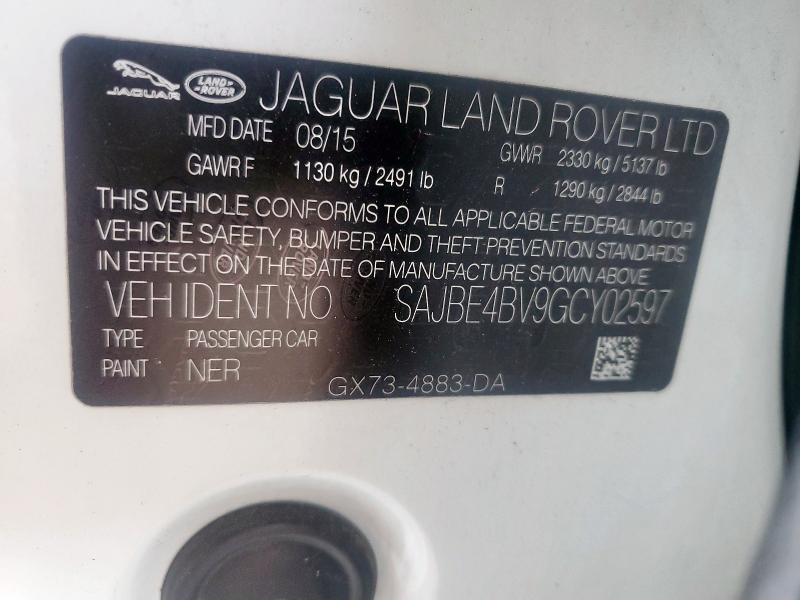 JAGUAR LAND ROVER JAGUAR LAND ROVER LTD
MFD DATE 08/15 GVWR 2330 kg / 5137 lb
GAWR F 1130 kg / 2491 lb R 1290 kg / 2844 lb
THIS VEHICLE CONFORMS TO ALL APPLICABLE FEDERAL MOTOR
VEHICLE SAFETY, BUMPER AND THEFT PREVENTION STANDARDS
IN EFFECT ON THE DATE OF MANUFACTURE SHOWN ABOVE
VEH IDENT NO. SAJBE4BV9GCY02597
TYPE PASSENGER CAR
PAINT NER
GX73-4883-DA